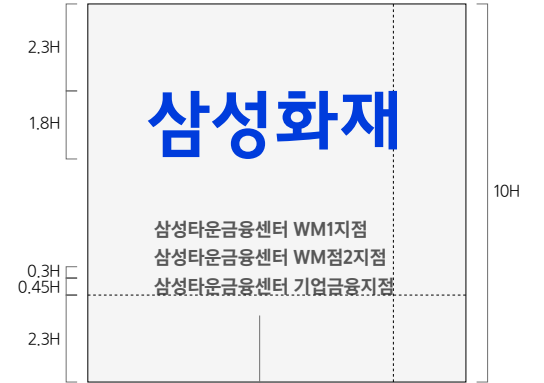 2.3H
삼성화재
1.8H
10H
삼성타운금융센터 WM1지점
삼성타운금융센터 WM점2지점
0.3H
0.45H
삼성타운금융센터 기업금융지점
2.3H